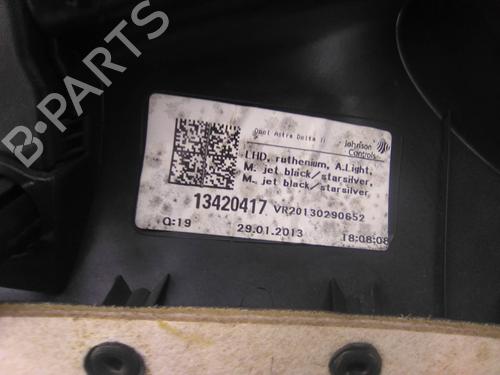 B-PARTS
Opel Astra Delta II
Johnson Controls
LHD, ruthenium, A.Light,
M. jet black/starsilver,
M. jet black/starsilver
13420417 VR20130290652
Q:19 29.01.2013 18:08:08